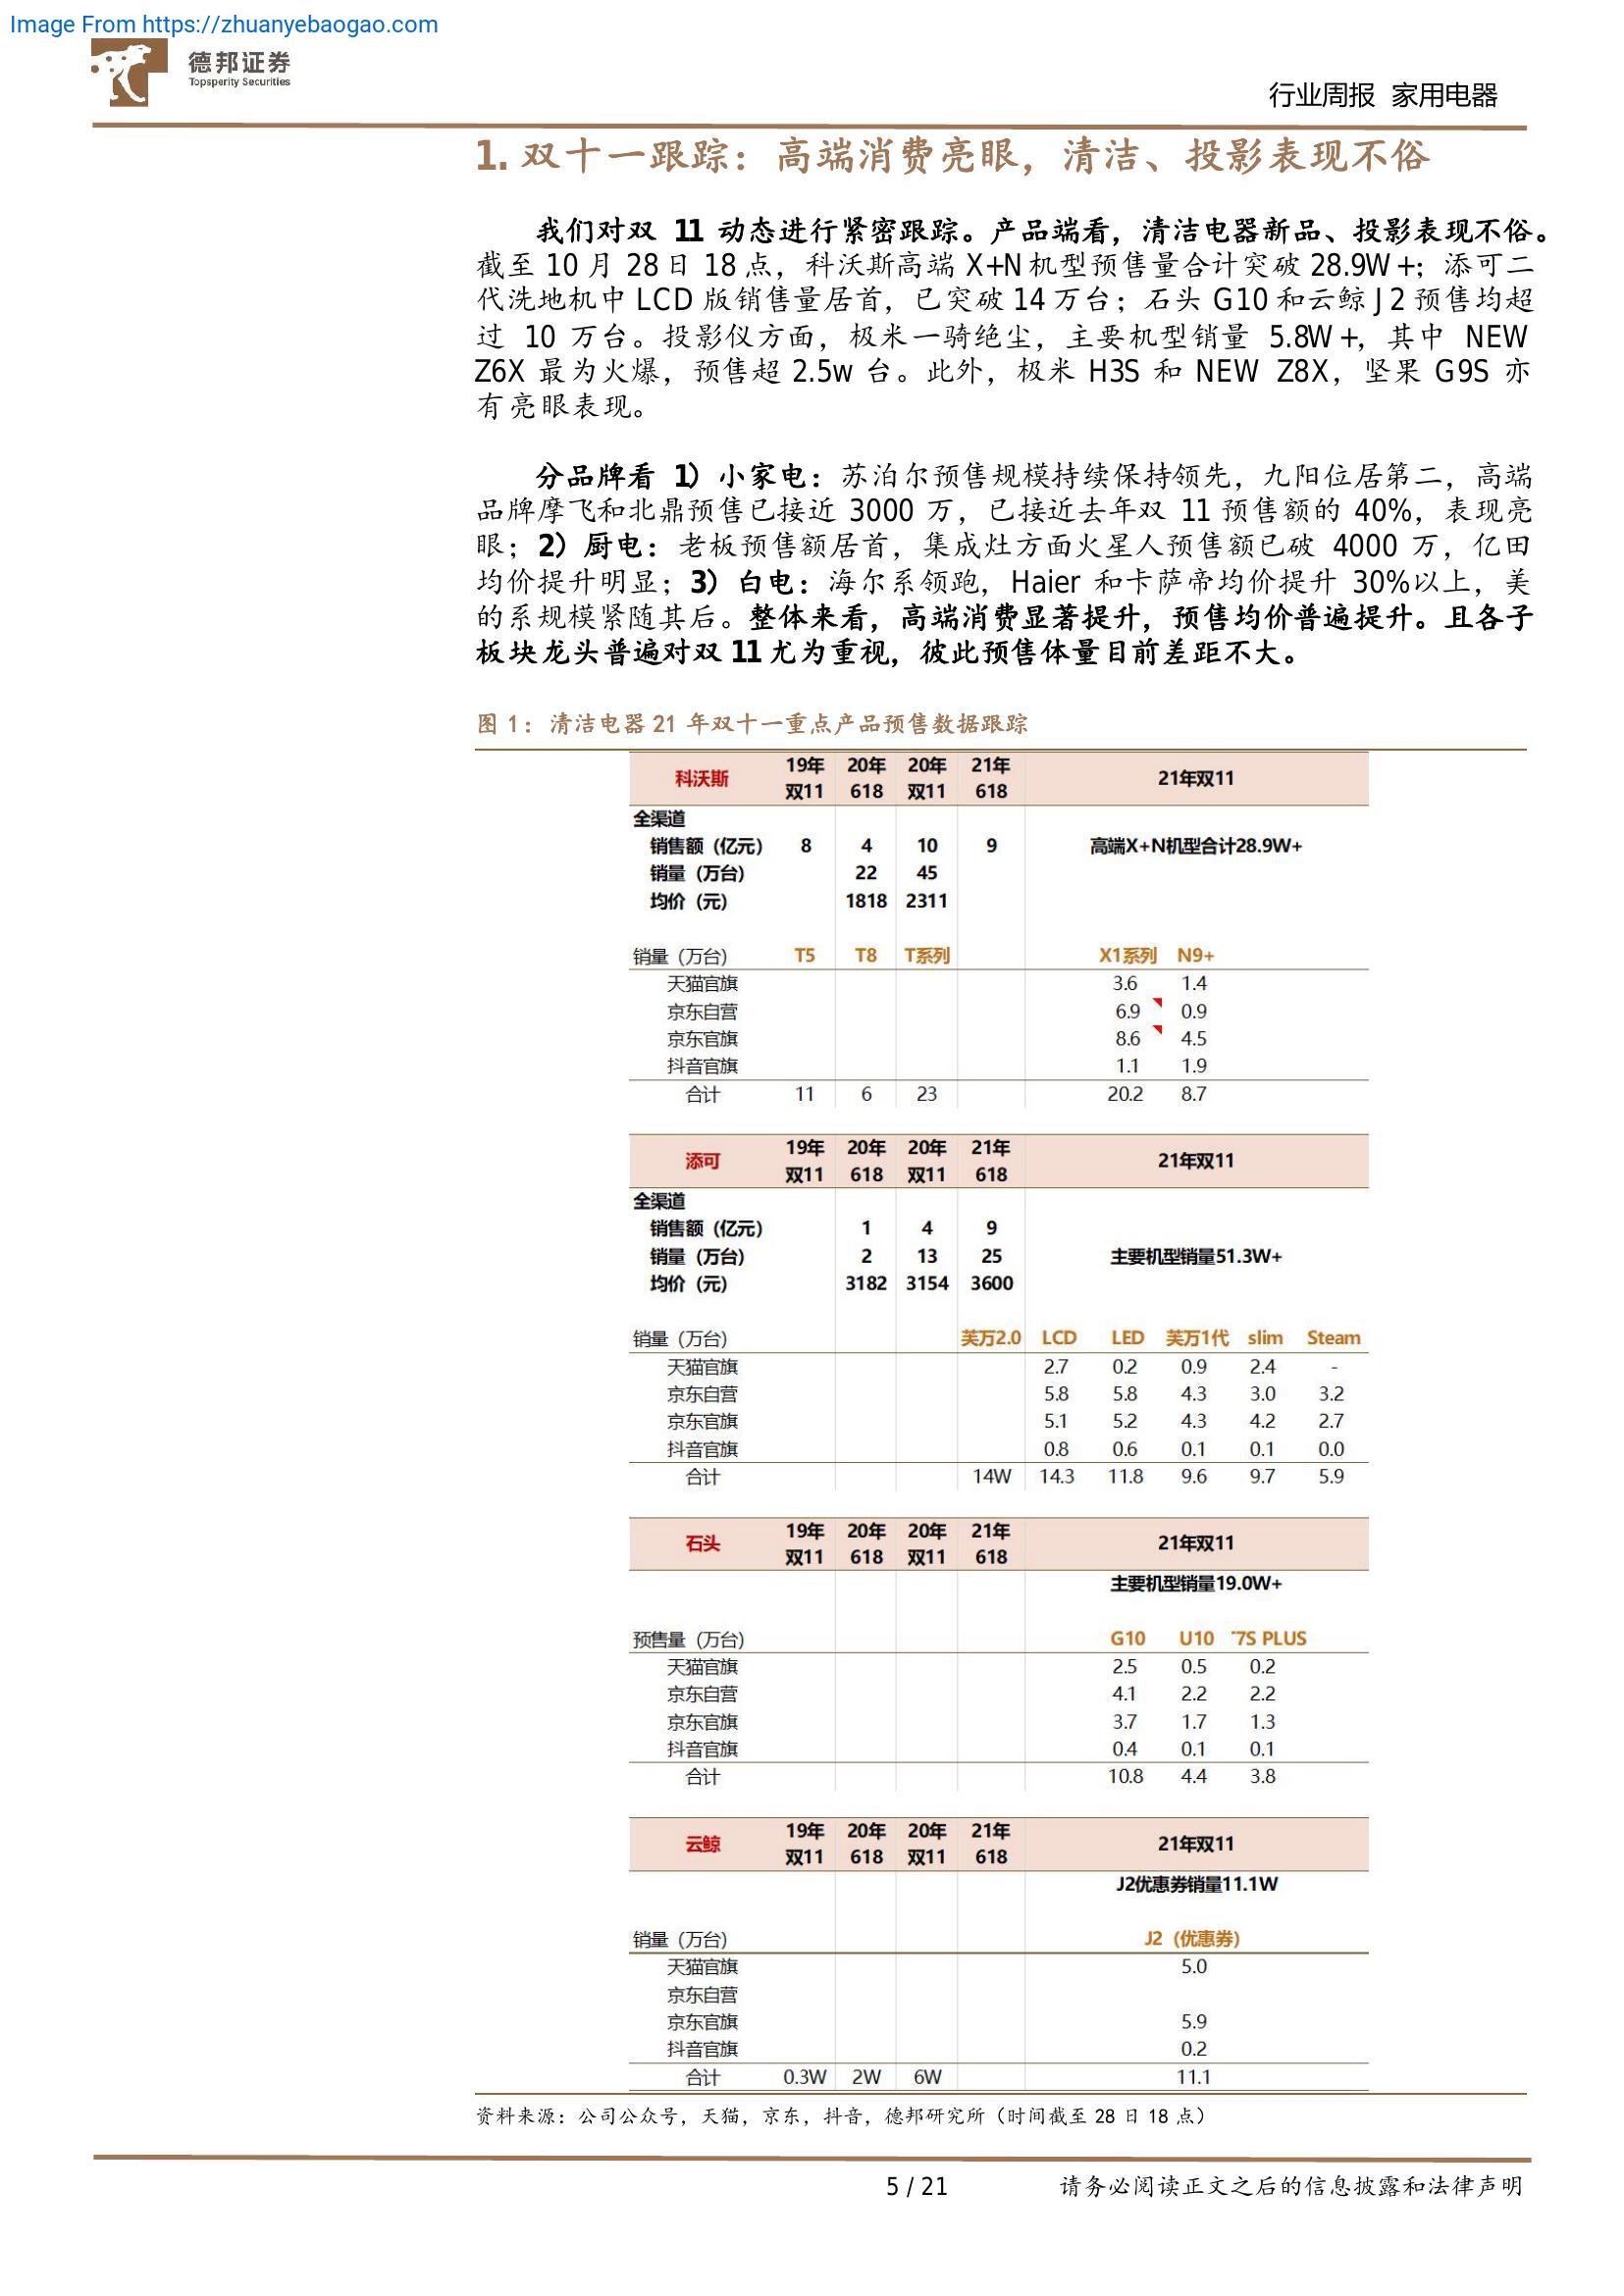 Image From https://zhuanyebaogao.com
德邦证券
Topsperity Securities
行业周报 家用电器
1. 双十一跟踪：高端消费亮眼，清洁、投影表现不俗
我们对双 11 动态进行紧密跟踪。产品端看，清洁电器新品、投影表现不俗。
截至 10 月 28 日 18 点，科沃斯高端 X+N 机型预售量合计突破 28.9W+；添可二
代洗地机中 LCD 版销售量居首，已突破 14 万台；石头 G10 和云鲸 J2 预售均超
过 10 万台。投影仪方面，极米一骑绝尘，主要机型销量 5.8W+，其中 NEW
Z6X 最为火爆，预售超 2.5w 台。此外，极米 H3S 和 NEW Z8X，坚果 G9S 亦
有亮眼表现。
分品牌看 1）小家电：苏泊尔预售规模持续保持领先，九阳位居第二，高端
品牌摩飞和北鼎预售已接近 3000 万，已接近去年双 11 预售额的 40%，表现亮
眼；2）厨电：老板预售额居首，集成灶方面火星人预售额已破 4000 万，亿田
均价提升明显；3）白电：海尔系领跑，Haier 和卡萨帝均价提升 30%以上，美
的系规模紧随其后。整体来看，高端消费显著提升，预售均价普遍提升。且各子
板块龙头普遍对双 11 尤为重视，彼此预售体量目前差距不大。
图 1：清洁电器 21 年双十一重点产品预售数据跟踪
科沃斯 19年双11 20年618 20年双11 21年618 21年双11
全渠道
销售额（亿元） 8 4 10 9 高端X+N机型合计28.9W+
销量（万台） 22 45
均价（元） 1818 2311
销量（万台） T5 T8 T系列 X1系列 N9+
天猫官旗 3.6 1.4
京东自营 6.9 0.9
京东官旗 8.6 4.5
抖音官旗 1.1 1.9
合计 11 6 23 20.2 8.7
添可 19年双11 20年618 20年双11 21年618 21年双11
全渠道
销售额（亿元） 1 4 9
销量（万台） 2 13 25 主要机型销量51.3W+
均价（元） 3182 3154 3600
销量（万台） 芙万2.0 LCD LED 芙万1代 slim Steam
天猫官旗 2.7 0.2 0.9 2.4 -
京东自营 5.8 5.8 4.3 3.0 3.2
京东官旗 5.1 5.2 4.3 4.2 2.7
抖音官旗 0.8 0.6 0.1 0.1 0.0
合计 14W 14.3 11.8 9.6 9.7 5.9
石头 19年双11 20年618 20年双11 21年618 21年双11
主要机型销量19.0W+
预售量（万台） G10 U10 T7S PLUS
天猫官旗 2.5 0.5 0.2
京东自营 4.1 2.2 2.2
京东官旗 3.7 1.7 1.3
抖音官旗 0.4 0.1 0.1
合计 10.8 4.4 3.8
云鲸 19年双11 20年618 20年双11 21年618 21年双11
J2优惠券销量11.1W
销量（万台） J2（优惠券）
天猫官旗 5.0
京东自营
京东官旗 5.9
抖音官旗 0.2
合计 0.3W 2W 6W 11.1
资料来源：公司公众号，天猫，京东，抖音，德邦研究所（时间截至 28 日 18 点）
5 / 21 请务必阅读正文之后的信息披露和法律声明